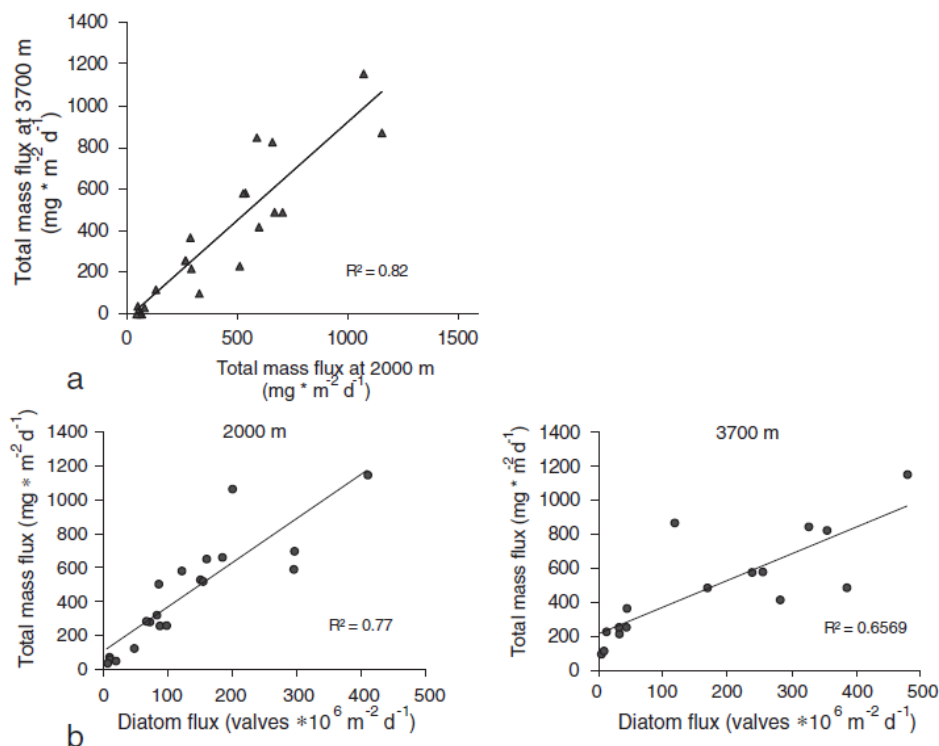 1400
1200
1000
800
600
400
200
0
0 500 1000 1500
Total mass flux at 3700 m
(mg * m-2 d-1)
R² = 0.82
Total mass flux at 2000 m
(mg * m-2 d-1)
a
2000 m
1400
1200
1000
800
600
400
200
0
0 100 200 300 400 500
Total mass flux (mg * m-2 d-1)
R² = 0.77
Diatom flux (valves *10⁶ m-2 d-1)
b
3700 m
1400
1200
1000
800
600
400
200
0
0 100 200 300 400 500
Total mass flux (mg * m-2 d-1)
R² = 0.6569
Diatom flux (valves *10⁶ m-2 d-1)